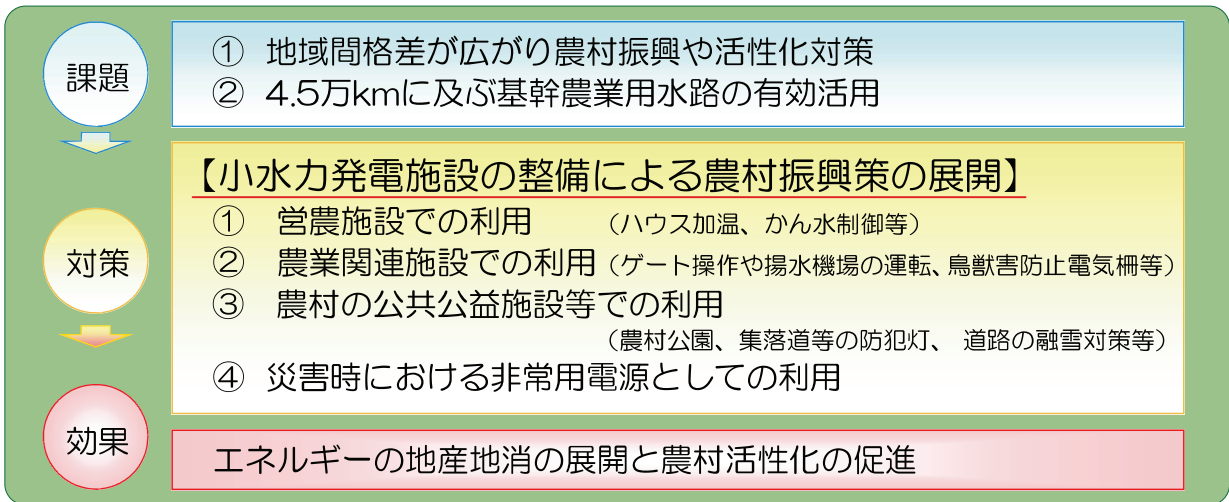 課題
① 地域間格差が広がり農村振興や活性化対策
② 4.5万kmに及ぶ基幹農業用水路の有効活用
対策
【小水力発電施設の整備による農村振興策の展開】
① 営農施設での利用 （ハウス加温、かん水制御等）
② 農業関連施設での利用（ゲート操作や揚水機場の運転、鳥獣害防止電気柵等）
③ 農村の公共公益施設等での利用
（農村公園、集落道等の防犯灯、 道路の融雪対策等）
④ 災害時における非常用電源としての利用
効果
エネルギーの地産地消の展開と農村活性化の促進